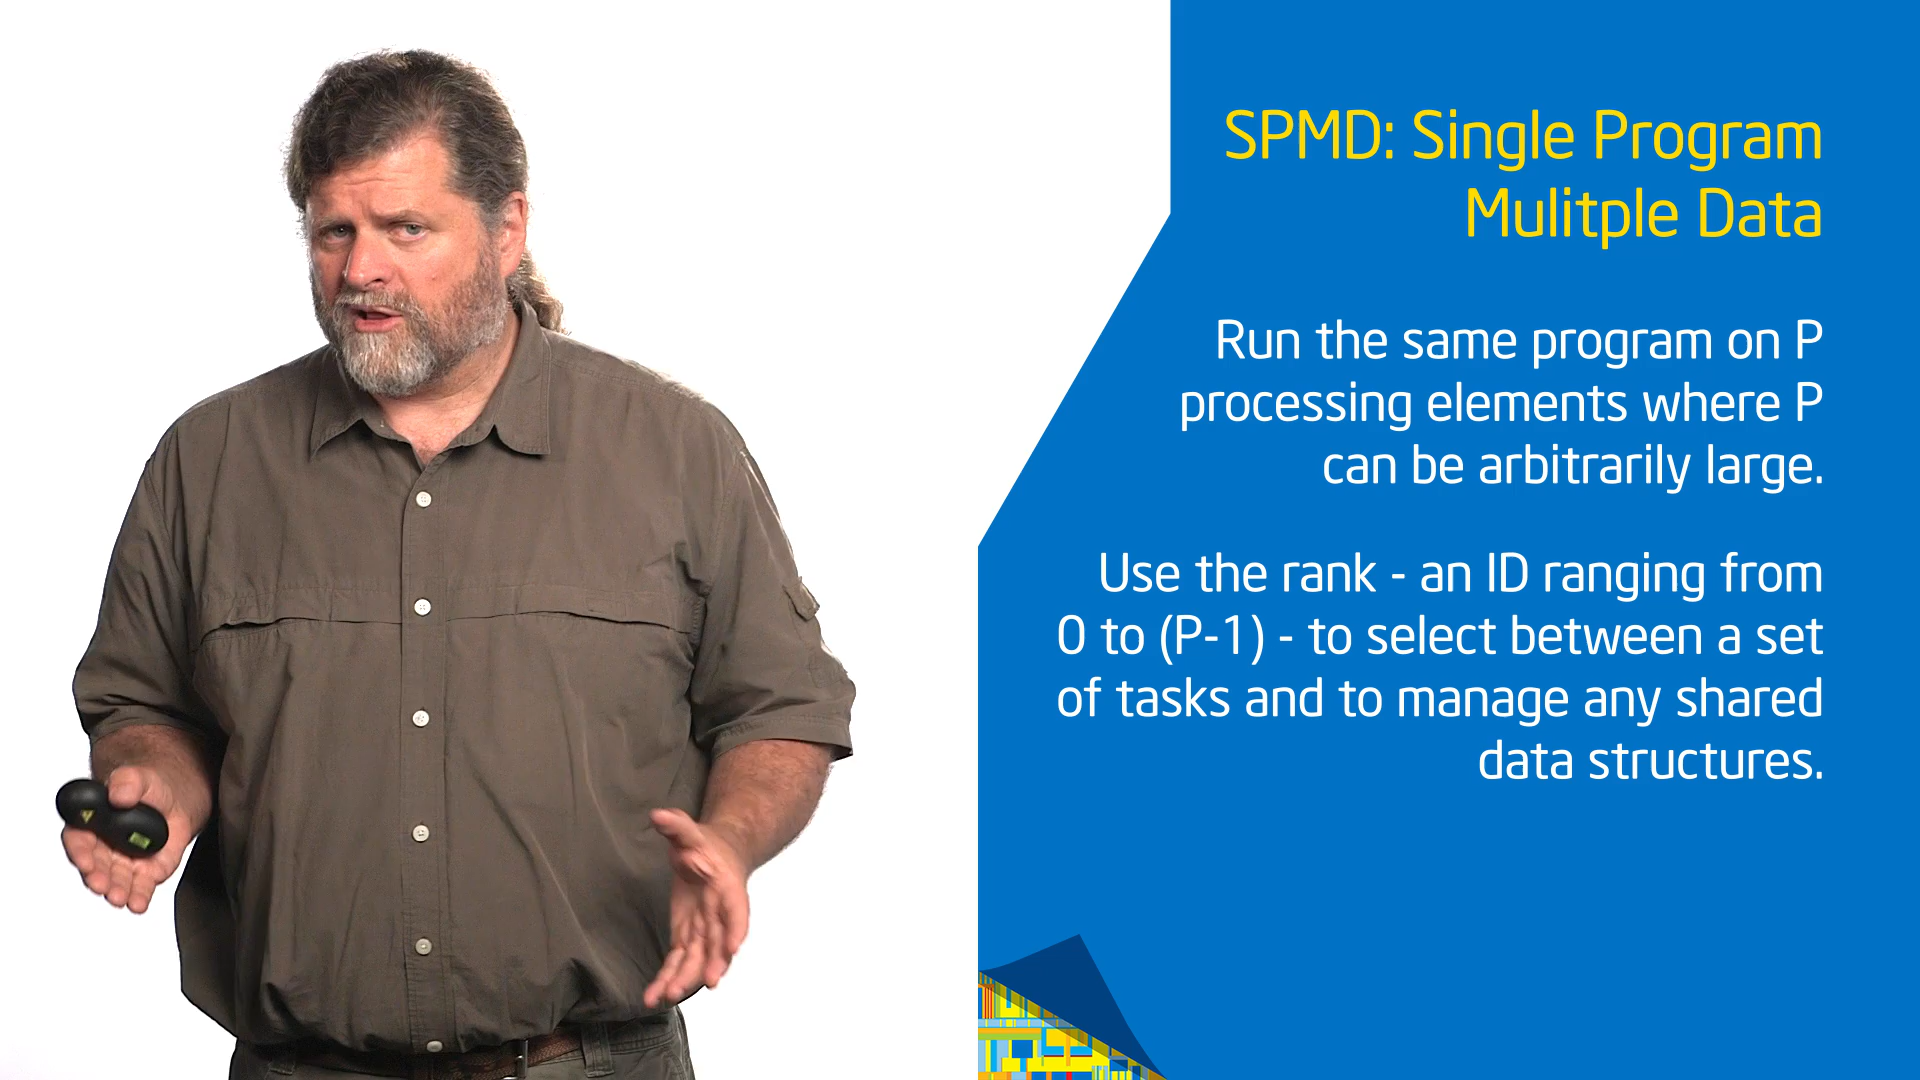 SPMD: Single Program
Mulitple Data
Run the same program on P
processing elements where P
can be arbitrarily large.
Use the rank - an ID ranging from
0 to (P-1) - to select between a set
of tasks and to manage any shared
data structures.